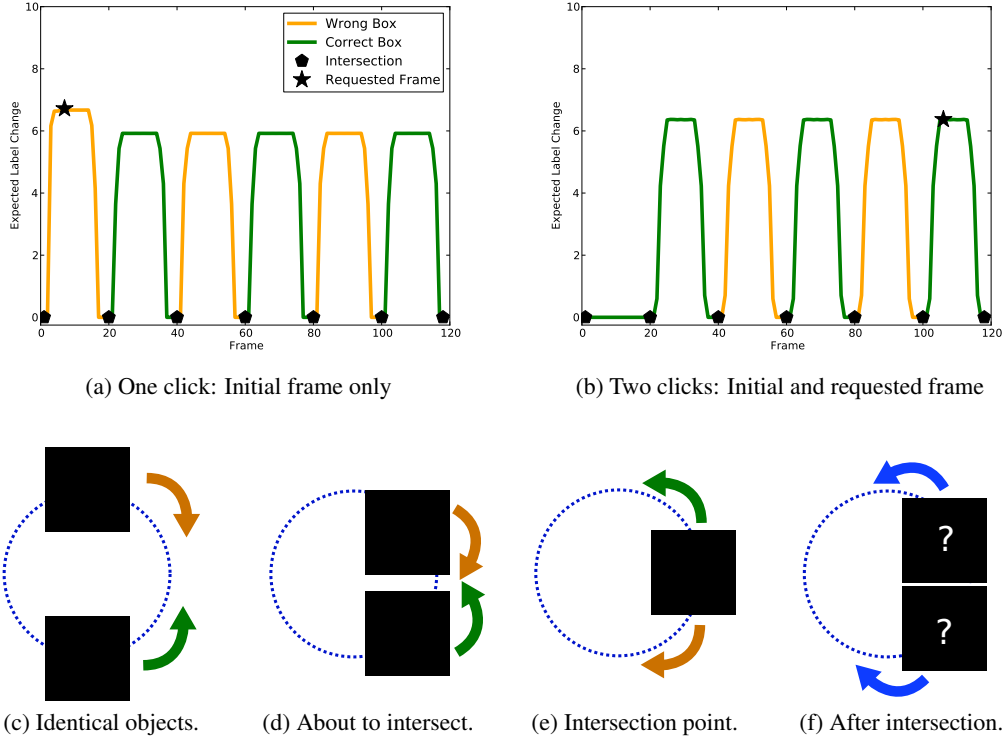 10
8
6
4
2
0
Expected Label Change
Wrong Box
Correct Box
Intersection
Requested Frame
0 20 40 60 80 100 120
Frame
(a) One click: Initial frame only
10
8
6
4
2
0
Expected Label Change
0 20 40 60 80 100 120
Frame
(b) Two clicks: Initial and requested frame
?
?
(c) Identical objects.
(d) About to intersect.
(e) Intersection point.
(f) After intersection.